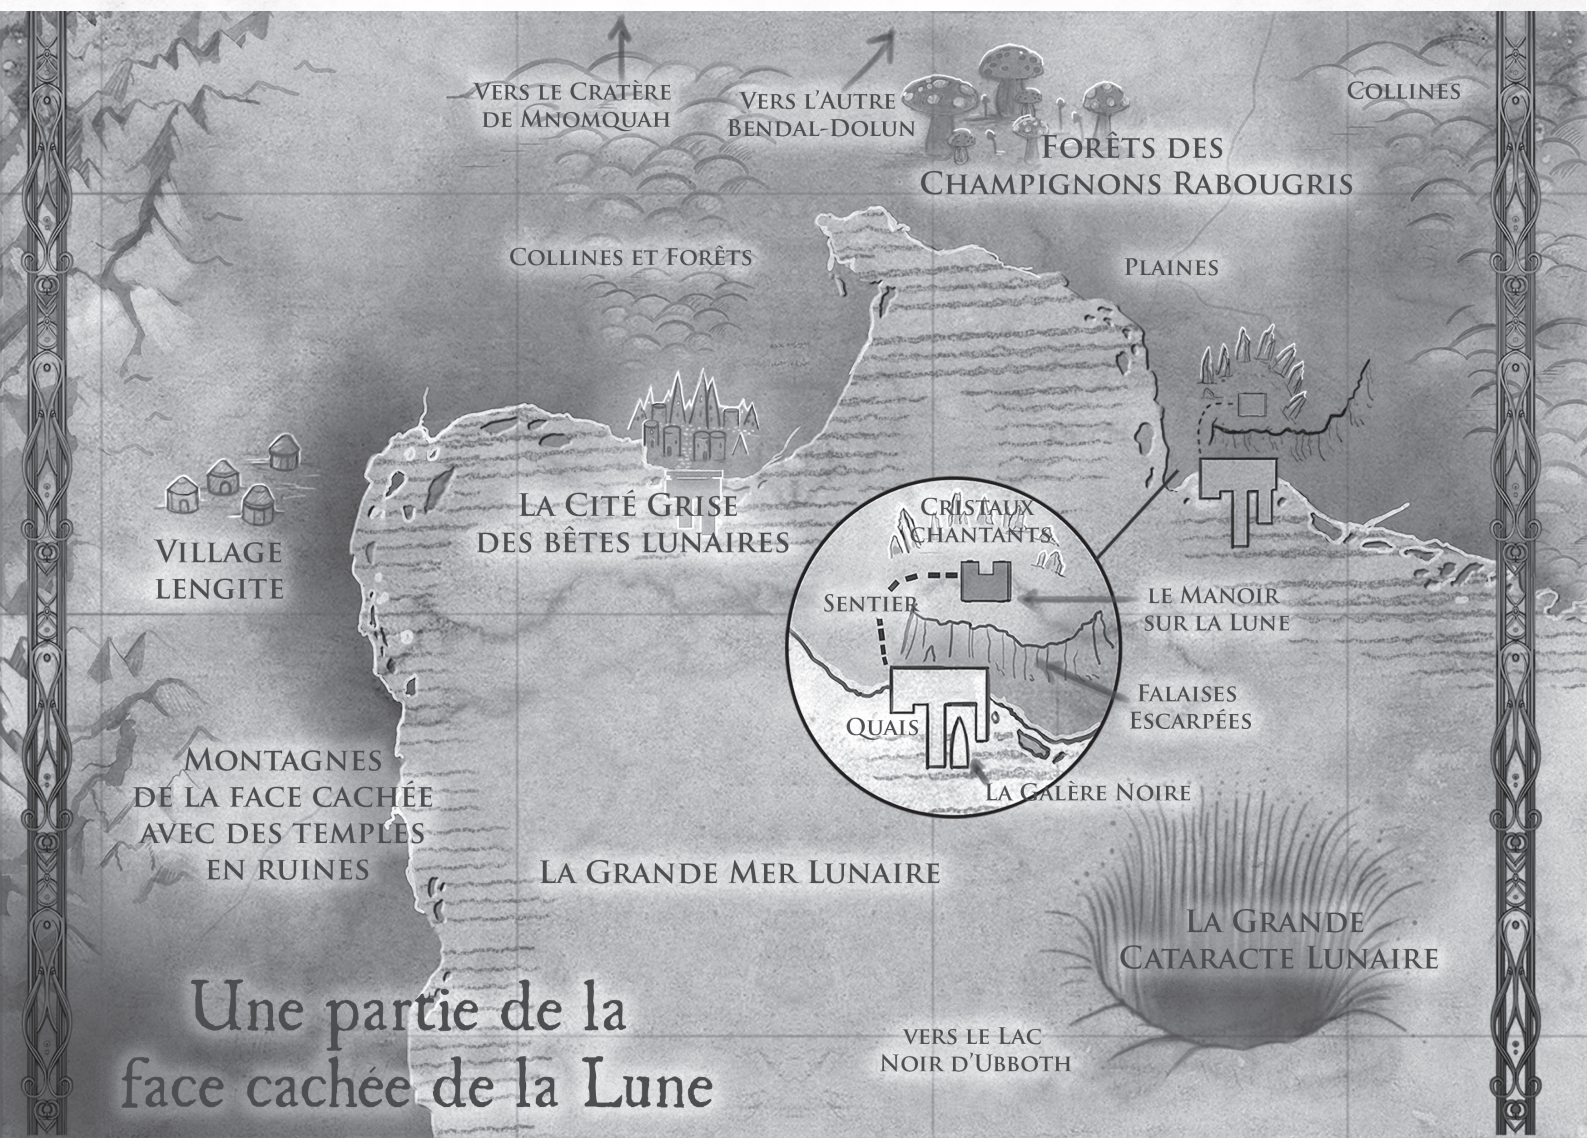 Vers le Cratère
de Mnomquah
Vers l'Autre
Bendal-Dolun
Collines
Forêts des
Champignons Rabougris
Collines et Forêts
Plaines
La Cité Grise
des bêtes lunaires
Village
lengite
Cristaux
chantants
Sentier
le Manoir
sur la Lune
Falaises
Escarpées
Quais
La Galère Noire
Montagnes
de la face cachée
avec des temples
en ruines
La Grande Mer Lunaire
La Grande
Cataracte Lunaire
vers le Lac
Noir d'Ubboth
Une partie de la
face cachée de la Lune